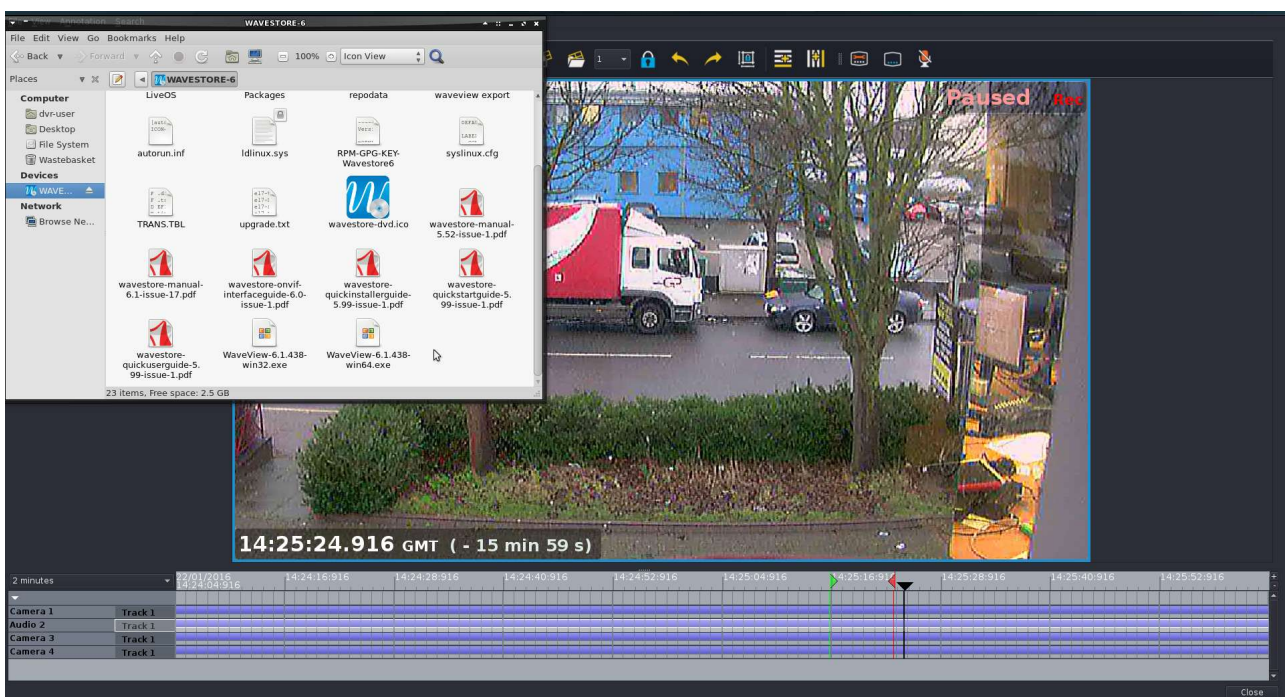 View Annotation Search
WAVESTORE-6
File Edit View Go Bookmarks Help
Back Forward 100% Icon View
1
Places WAVESTORE-6
Computer
dvr-user
Desktop
File System
Wastebasket
Devices
WAVE...
Network
Browse Ne...
LiveOS Packages repodata waveview export
autorun.inf ldlinux.sys RPM-GPG-KEY- syslinux.cfg
Wavestore6
TRANS.TBL upgrade.txt wavestore-dvd.ico wavestore-manual-
5.52-issue-1.pdf
wavestore-manual- wavestore-onvif- wavestore- wavestore-
6.1-issue-17.pdf interfaceguide-6.0- quickinstallerguide- quickstartguide-5.
issue-1.pdf 5.99-issue-1.pdf 99-issue-1.pdf
wavestore- WaveView-6.1.438- WaveView-6.1.438-
quickuserguide-5. win32.exe win64.exe
99-issue-1.pdf
23 items, Free space: 2.5 GB
Paused Rec
14:25:24.916 GMT ( - 15 min 59 s)
2 minutes
22/01/2016 14:24:16:916 14:24:28:916 14:24:40:916 14:24:52:916 14:25:04:916 14:25:16:916 14:25:28:916 14:25:40:916 14:25:52:916
14:24:04:916
Camera 1 Track 1
Audio 2 Track 1
Camera 3 Track 1
Camera 4 Track 1
Close